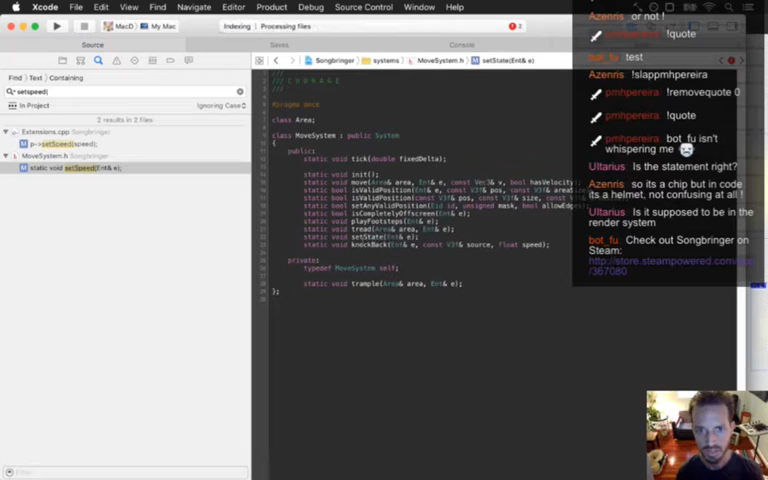 Xcode File Edit View Find Navigate Editor Product Debug Source Control Window Help
MacD My Mac
Indexing | Processing files
2
Source
Saves
Console
Find Text Containing
setspeed
In Project
Ignoring Case
2 results in 2 files
Extensions.cpp Songbringer
p->setSpeed(speed);
MoveSystem.h Songbringer
static void setSpeed(Ent& e);
Songbringer systems MoveSystem.h setState(Ent& e)
#pragma once
class Area;
class MoveSystem : public System
{
public:
static void tick(double fixedDelta);
static void init();
static void move(Area& area, Ent& e, const Vec3& v, bool hasVelocity
static bool isValidPosition(Ent& e, const V3f& pos, const V3f& area
static bool isValidPosition(const V3f& pos, const V3f& size, const V
static void setAnyValidPosition(Eid id, unsigned mask, bool allowEdge
static bool isCompletelyOffscreen(Ent& e);
static void playFootsteps(Ent& e);
static void tread(Area& area, Ent& e);
static void setState(Ent& e);
static void knockBack(Ent& e, const V3f& source, float speed);
private:
typedef MoveSystem self;
static void trample(Area& area, Ent& e);
};
Azenris or not !
pmhpereira !quote
bot_fu test
Azenris !slappmhpereira
pmhpereira !removequote 0
pmhpereira !quote
pmhpereira bot_fu isn't
whispering me
Ultarius Is the statement right?
Azenris so its a chip but in code
its a helmet, not confusing at all !
Ultarius Is it supposed to be in the
render system
bot_fu Check out Songbringer on
Steam:
http://store.steampowered.com/app
/367080